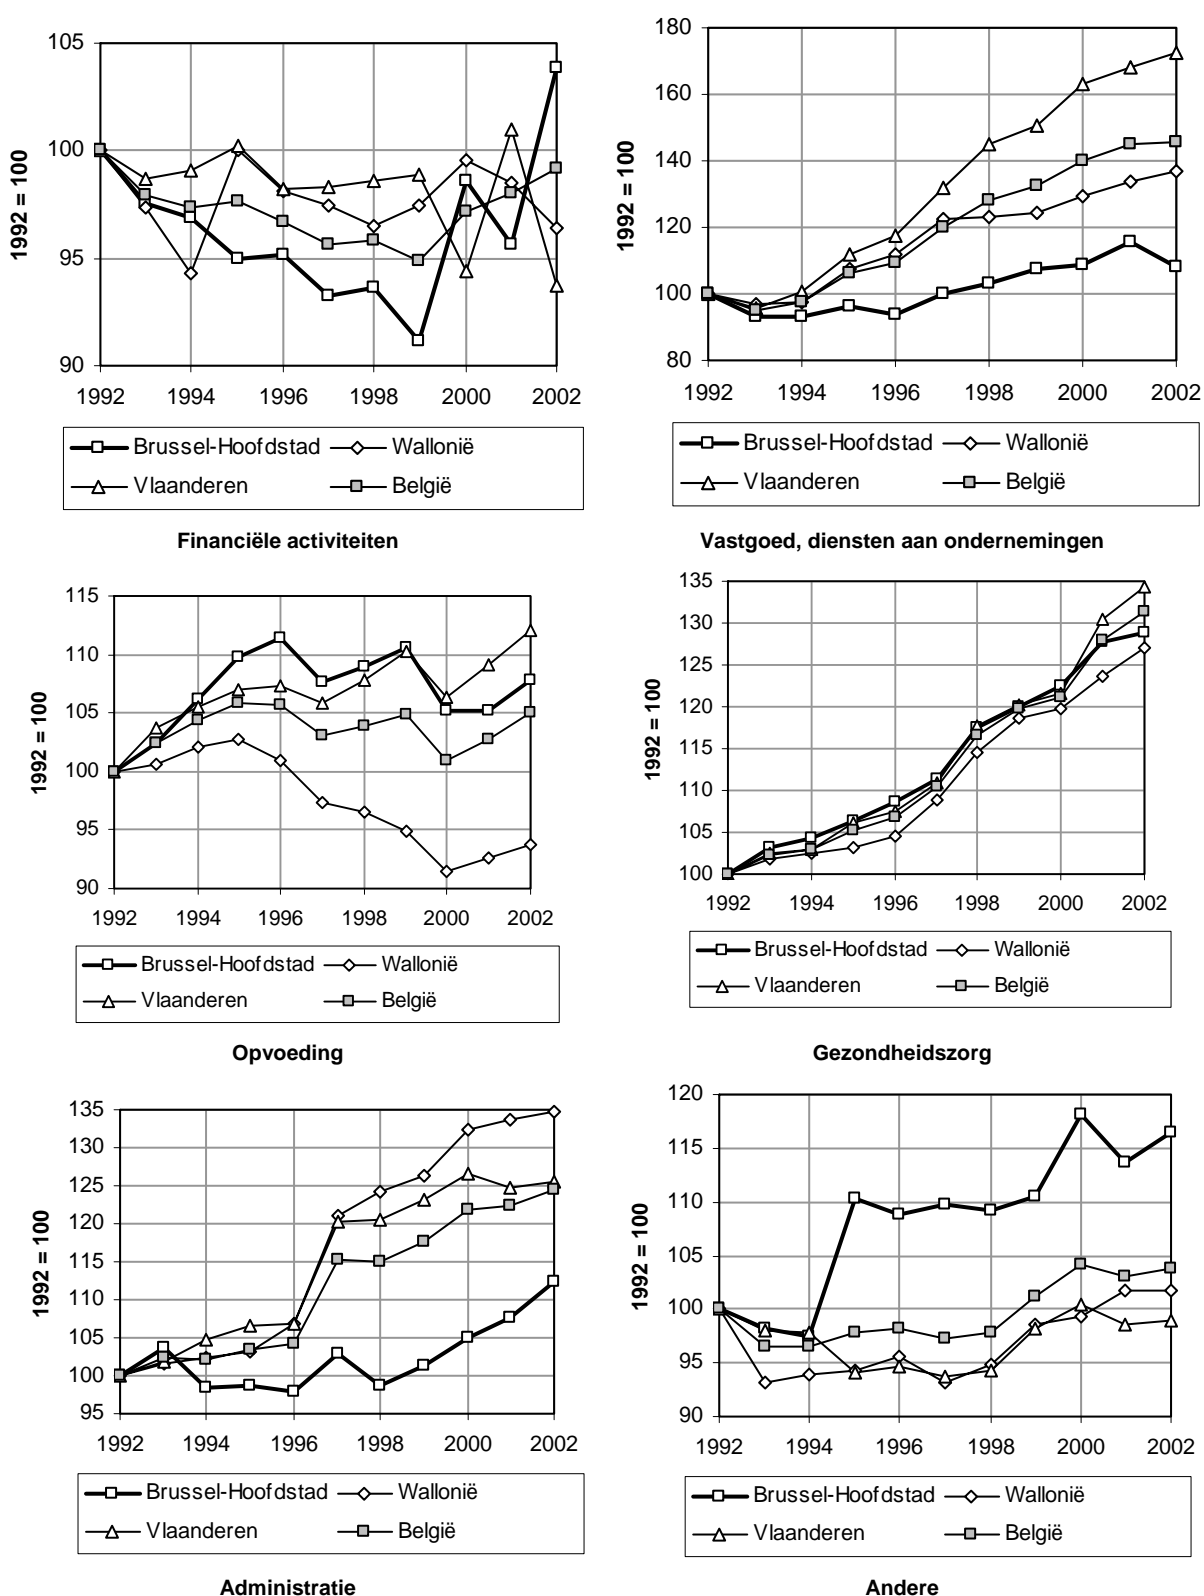 105
100
95
90
1992 = 100
1992 1994 1996 1998 2000 2002
Brussel-Hoofdstad Wallonië
Vlaanderen België
Financiële activiteiten
180
160
140
120
100
80
1992 = 100
1992 1994 1996 1998 2000 2002
Brussel-Hoofdstad Wallonië
Vlaanderen België
Vastgoed, diensten aan ondernemingen
115
110
105
100
95
90
1992 = 100
1992 1994 1996 1998 2000 2002
Brussel-Hoofdstad Wallonië
Vlaanderen België
Opvoeding
135
130
125
120
115
110
105
100
1992 = 100
1992 1994 1996 1998 2000 2002
Brussel-Hoofdstad Wallonië
Vlaanderen België
Gezondheidszorg
135
130
125
120
115
110
105
100
95
1992 = 100
1992 1994 1996 1998 2000 2002
Brussel-Hoofdstad Wallonië
Vlaanderen België
Administratie
120
115
110
105
100
95
90
1992 = 100
1992 1994 1996 1998 2000 2002
Brussel-Hoofdstad Wallonië
Vlaanderen België
Andere